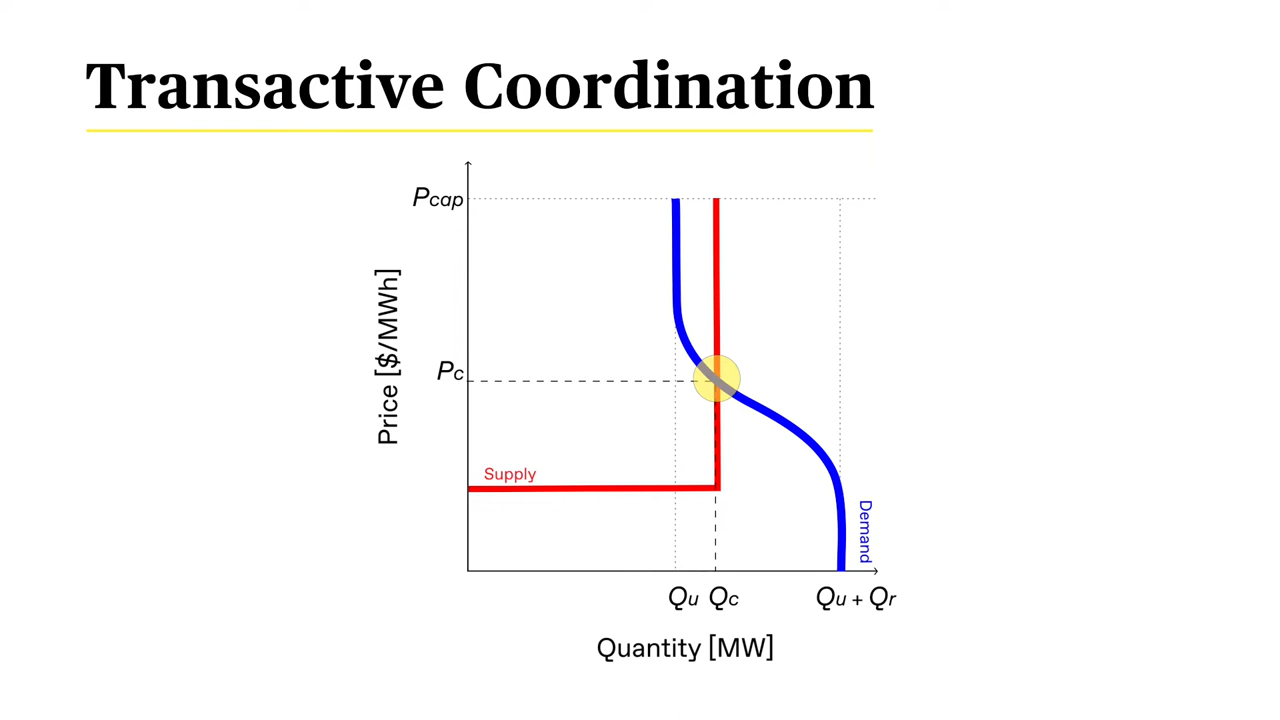 Transactive Coordination
Pcap
Price [$/MWh]
Pc
Supply
Demand
Qu Qc Qu + Qr
Quantity [MW]